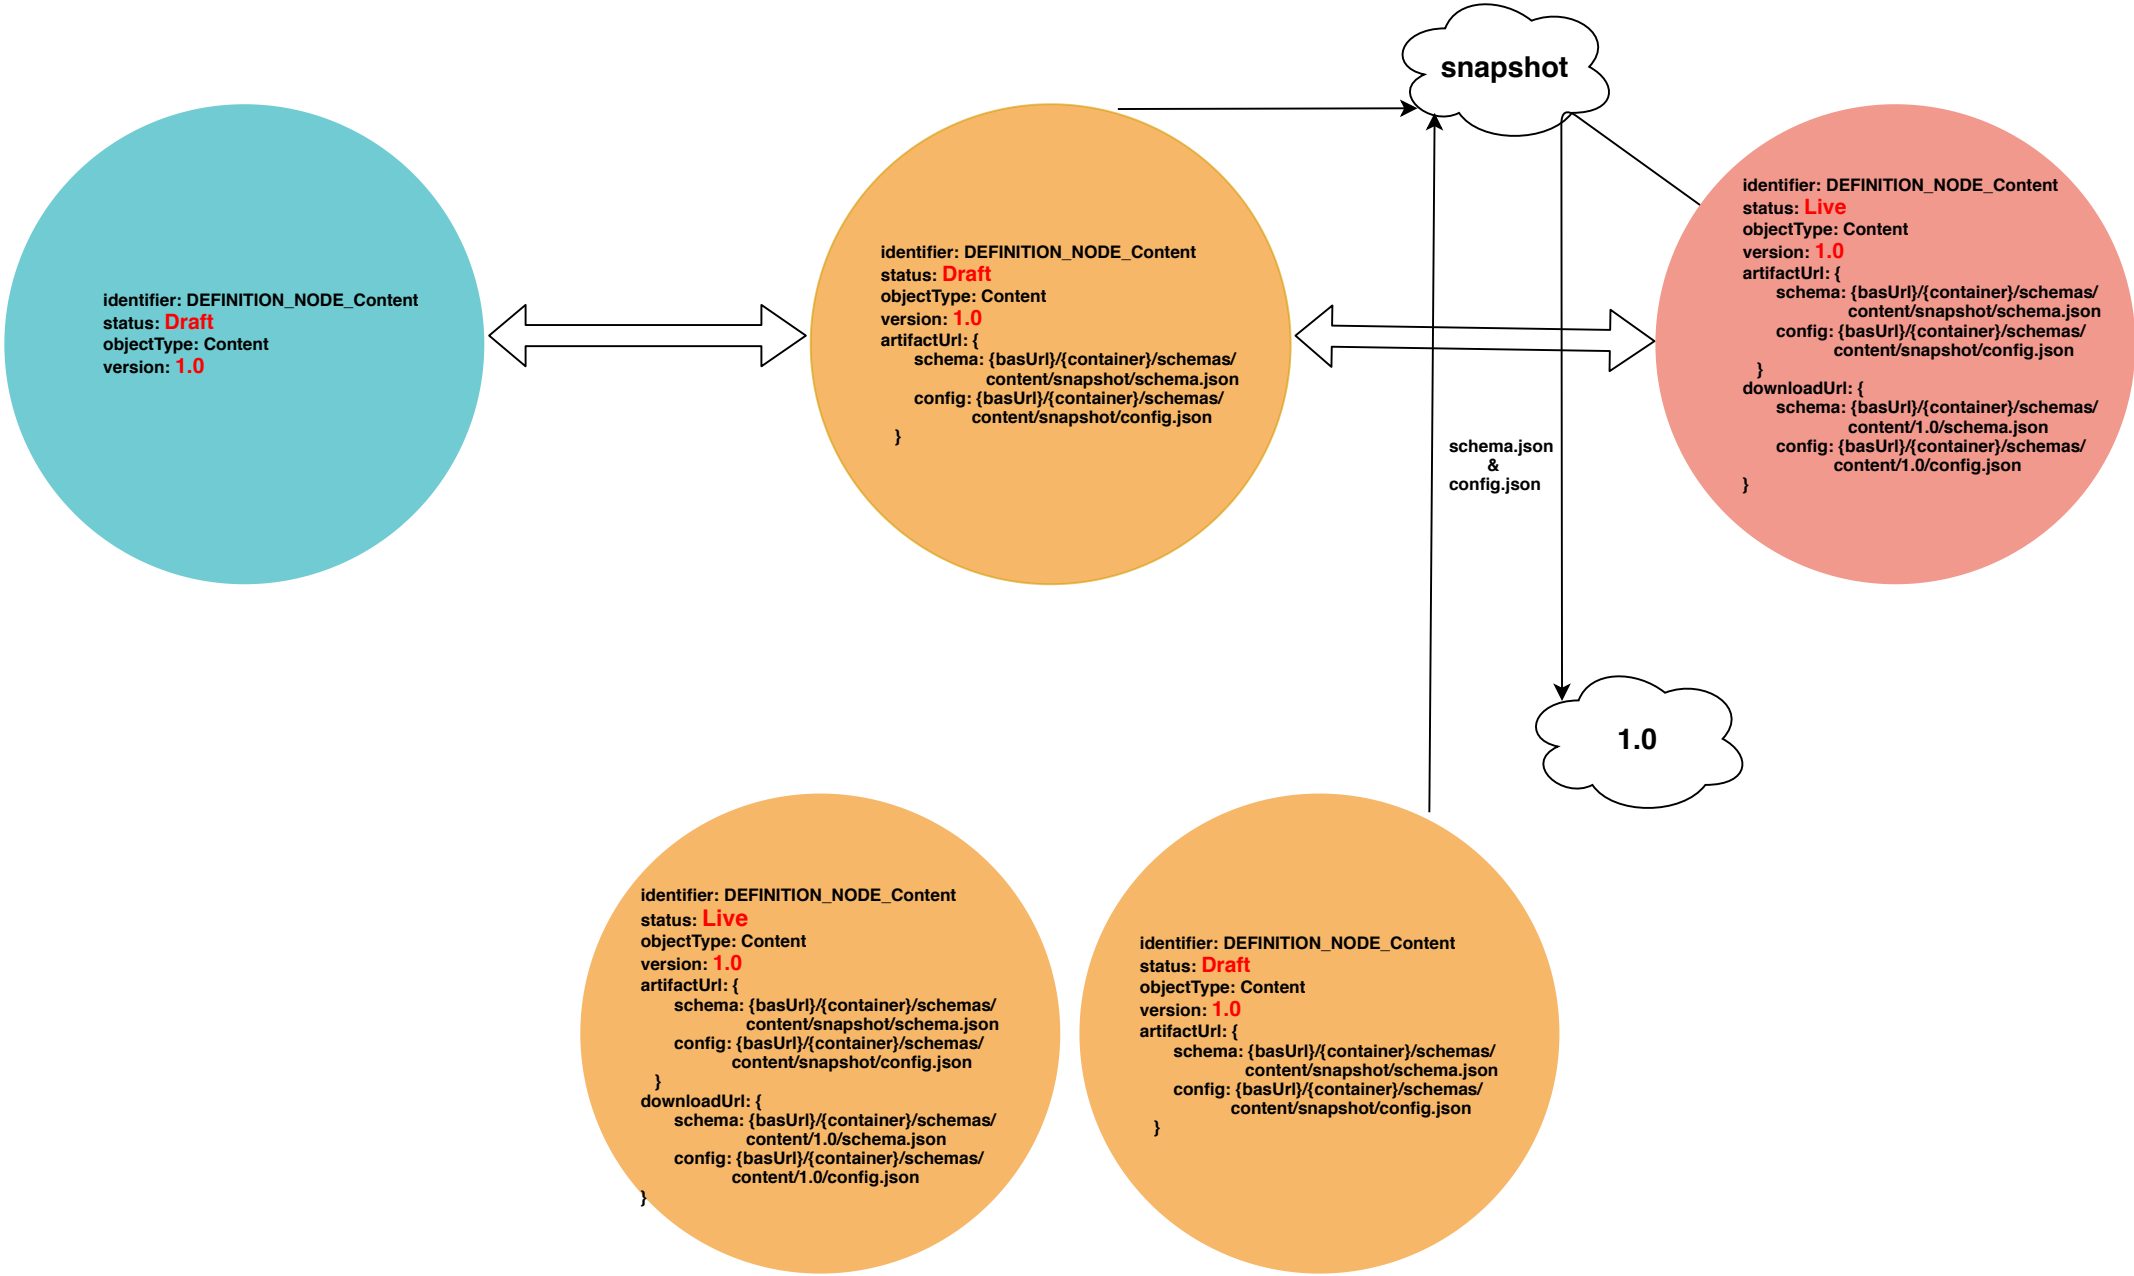 snapshot
identifier: DEFINITION_NODE_Content
status: Draft
objectType: Content
version: 1.0
identifier: DEFINITION_NODE_Content
status: Draft
objectType: Content
version: 1.0
artifactUrl: {
schema: {basUrl}/{container}/schemas/
content/snapshot/schema.json
config: {basUrl}/{container}/schemas/
content/snapshot/config.json
}
identifier: DEFINITION_NODE_Content
status: Live
objectType: Content
version: 1.0
artifactUrl: {
schema: {basUrl}/{container}/schemas/
content/snapshot/schema.json
config: {basUrl}/{container}/schemas/
content/snapshot/config.json
}
downloadUrl: {
schema: {basUrl}/{container}/schemas/
content/1.0/schema.json
config: {basUrl}/{container}/schemas/
content/1.0/config.json
}
schema.json
&
config.json
1.0
identifier: DEFINITION_NODE_Content
status: Live
objectType: Content
version: 1.0
artifactUrl: {
schema: {basUrl}/{container}/schemas/
content/snapshot/schema.json
config: {basUrl}/{container}/schemas/
content/snapshot/config.json
}
downloadUrl: {
schema: {basUrl}/{container}/schemas/
content/1.0/schema.json
config: {basUrl}/{container}/schemas/
content/1.0/config.json
}
identifier: DEFINITION_NODE_Content
status: Draft
objectType: Content
version: 1.0
artifactUrl: {
schema: {basUrl}/{container}/schemas/
content/snapshot/schema.json
config: {basUrl}/{container}/schemas/
content/snapshot/config.json
}